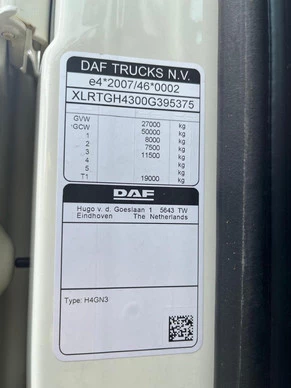 DAF TRUCKS N.V.
e4*2007/46*0002
XLRTGH4300G395375
GVW 27000 kg
GCW 50000 kg
1 8000 kg
2 7500 kg
3 11500 kg
4 kg
5
T1 19000 kg
DAF
Hugo v. d. Goeslaan 1 5643 TW
Eindhoven The Netherlands
Type: H4GN3